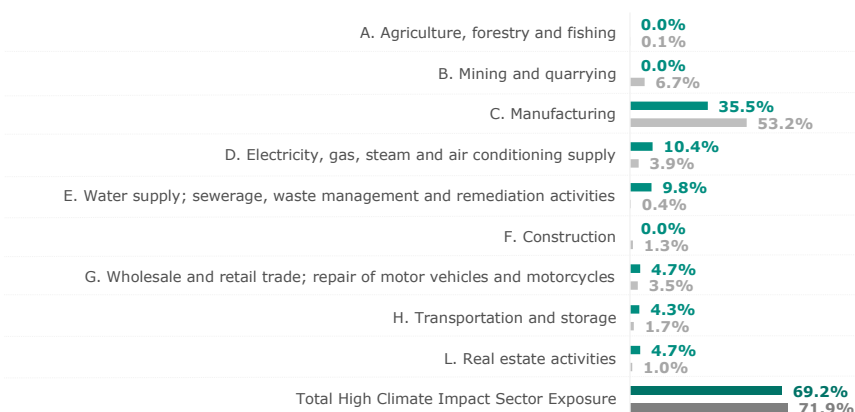 A. Agriculture, forestry and fishing
0.0%
0.1%
B. Mining and quarrying
0.0%
6.7%
C. Manufacturing
35.5%
53.2%
D. Electricity, gas, steam and air conditioning supply
10.4%
3.9%
E. Water supply; sewerage, waste management and remediation activities
9.8%
0.4%
F. Construction
0.0%
1.3%
G. Wholesale and retail trade; repair of motor vehicles and motorcycles
4.7%
3.5%
H. Transportation and storage
4.3%
1.7%
L. Real estate activities
4.7%
1.0%
Total High Climate Impact Sector Exposure
69.2%
71.9%